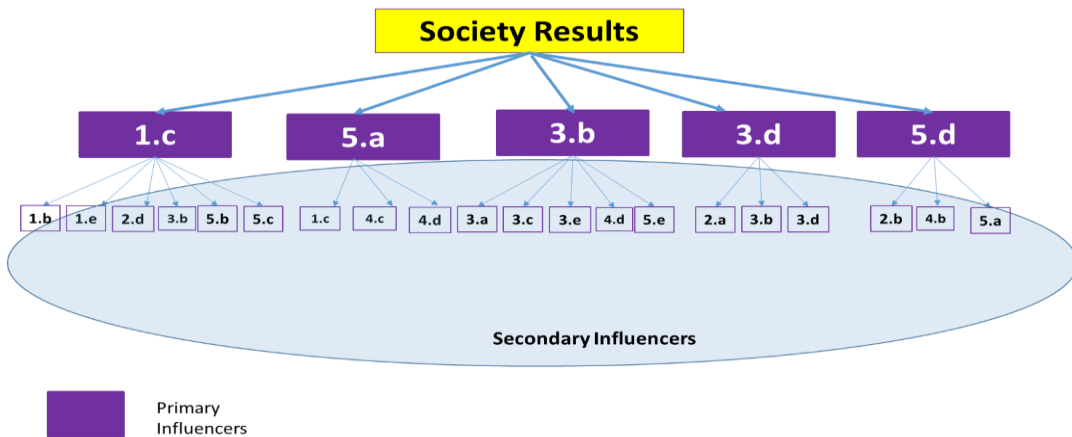 Society Results
1.c 5.a 3.b 3.d 5.d
1.b 1.e 2.d 3.b 5.b 5.c 1.c 4.c 4.d 3.a 3.c 3.e 4.d 5.e 2.a 3.b 3.d 2.b 4.b 5.a
Secondary Influencers
Primary
Influencers